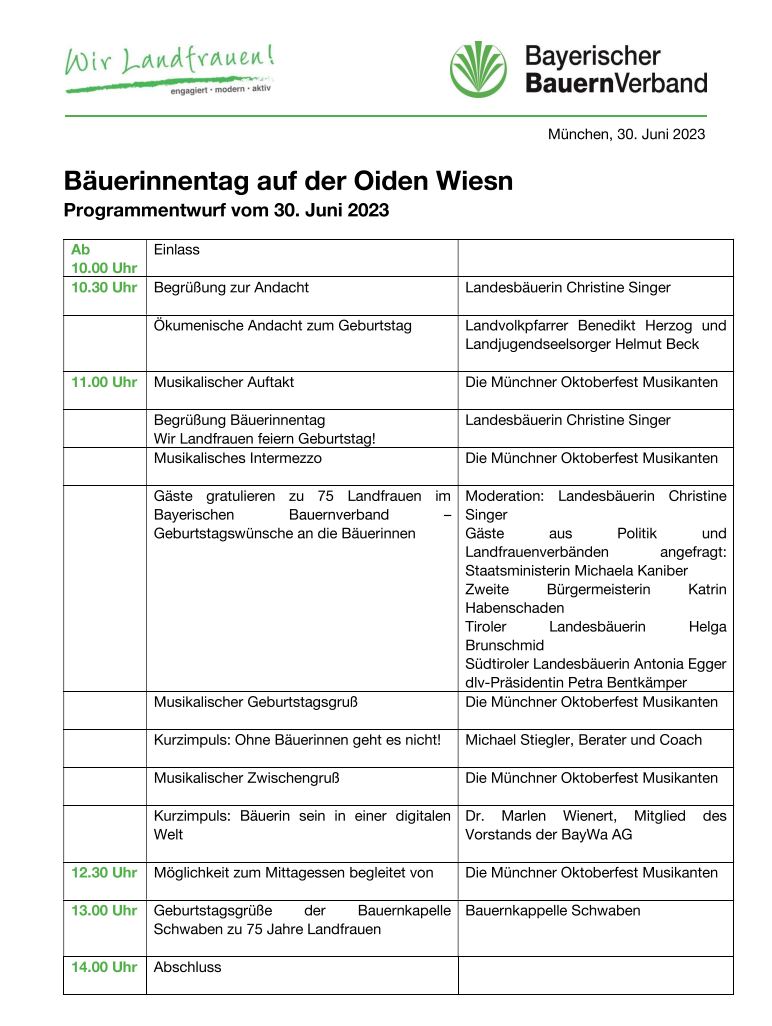 Wir Landfrauen!
engagiert • modern • aktiv
Bayerischer
BauernVerband
München, 30. Juni 2023
Bäuerinnentag auf der Oiden Wiesn
Programmentwurf vom 30. Juni 2023
Ab
10.00 Uhr
Einlass
10.30 Uhr
Begrüßung zur Andacht
Landesbäuerin Christine Singer
Ökumenische Andacht zum Geburtstag
Landvolkpfarrer Benedikt Herzog und
Landjugendseelsorger Helmut Beck
11.00 Uhr
Musikalischer Auftakt
Die Münchner Oktoberfest Musikanten
Begrüßung Bäuerinnentag
Wir Landfrauen feiern Geburtstag!
Landesbäuerin Christine Singer
Musikalisches Intermezzo
Die Münchner Oktoberfest Musikanten
Gäste gratulieren zu 75 Landfrauen im
Bayerischen Bauernverband –
Geburtstagswünsche an die Bäuerinnen
Moderation: Landesbäuerin Christine
Singer
Gäste aus Politik und
Landfrauenverbänden angefragt:
Staatsministerin Michaela Kaniber
Zweite Bürgermeisterin Katrin
Habenschaden
Tiroler Landesbäuerin Helga
Brunschmid
Südtiroler Landesbäuerin Antonia Egger
dlv-Präsidentin Petra Bentkämper
Musikalischer Geburtstagsgruß
Die Münchner Oktoberfest Musikanten
Kurzimpuls: Ohne Bäuerinnen geht es nicht!
Michael Stiegler, Berater und Coach
Musikalischer Zwischengruß
Die Münchner Oktoberfest Musikanten
Kurzimpuls: Bäuerin sein in einer digitalen
Welt
Dr. Marlen Wienert, Mitglied des
Vorstands der BayWa AG
12.30 Uhr
Möglichkeit zum Mittagessen begleitet von
Die Münchner Oktoberfest Musikanten
13.00 Uhr
Geburtstagsgrüße der Bauernkapelle
Schwaben zu 75 Jahre Landfrauen
Bauernkappelle Schwaben
14.00 Uhr
Abschluss